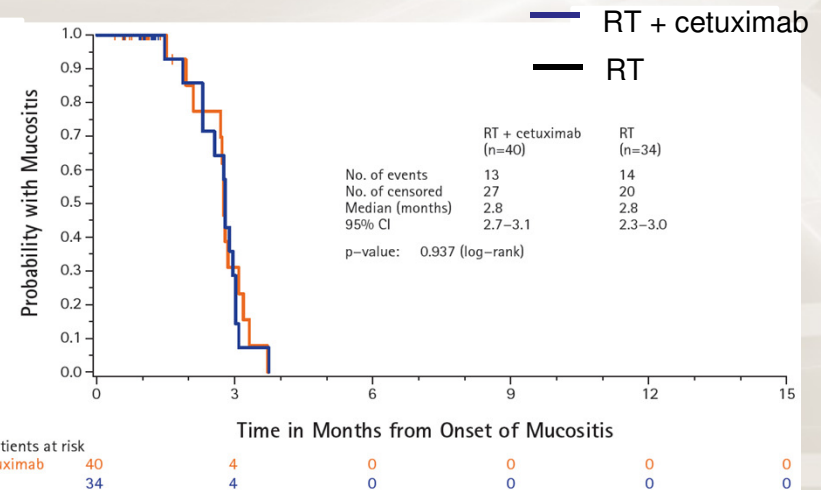 RT + cetuximab
RT
Probability with Mucositis
1.0
0.9
0.8
0.7
0.6
0.5
0.4
0.3
0.2
0.1
0.0
RT + cetuximab RT
(n=40) (n=34)
No. of events 13 14
No. of censored 27 20
Median (months) 2.8 2.8
95% CI 2.7–3.1 2.3–3.0
p–value: 0.937 (log–rank)
0 3 6 9 12 15
Time in Months from Onset of Mucositis
tients at risk
uximab 40 4 0 0 0 0
34 4 0 0 0 0